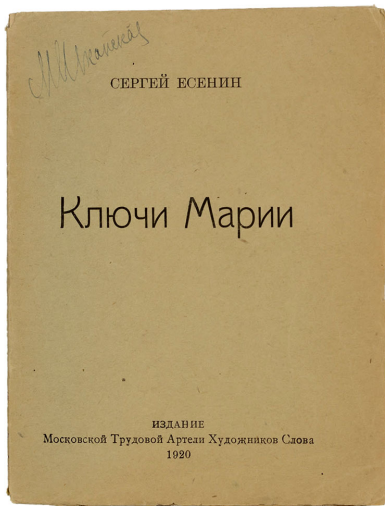 СЕРГЕЙ ЕСЕНИН
Ключи Марии
ИЗДАНИЕ
Московской Трудовой Артели Художников Слова
1920